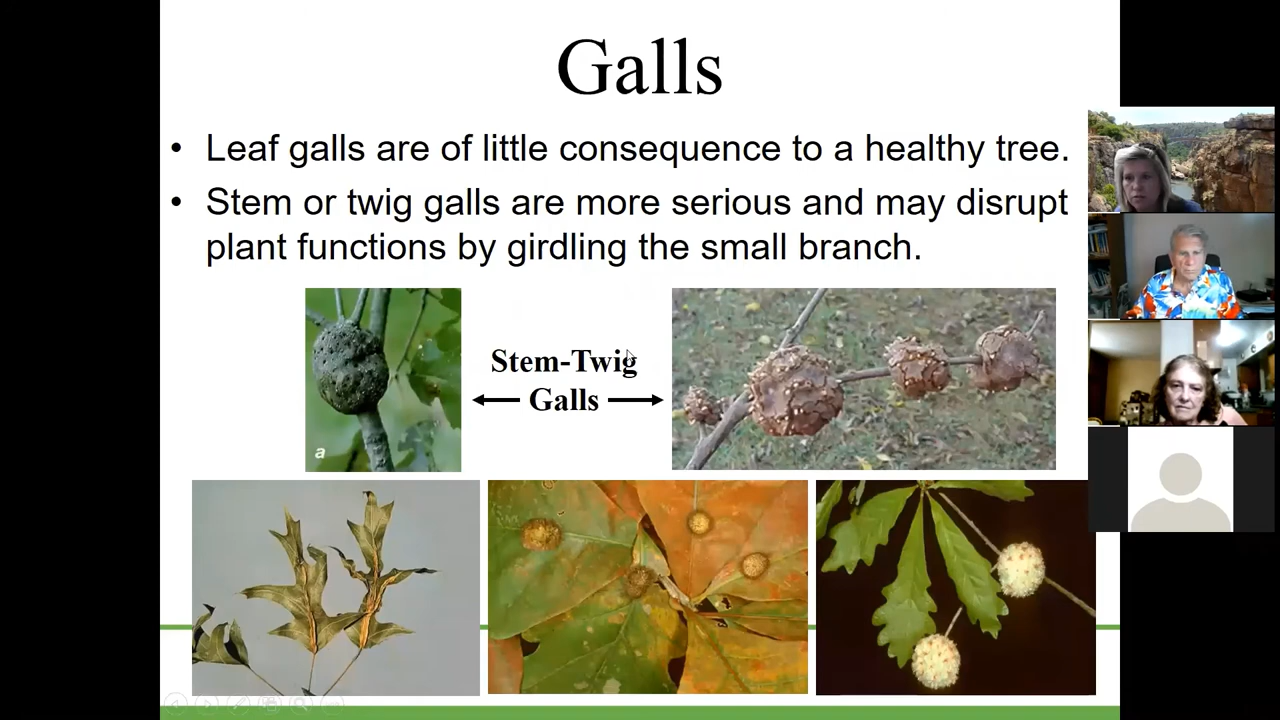 Galls
• Leaf galls are of little consequence to a healthy tree.
• Stem or twig galls are more serious and may disrupt
plant functions by girdling the small branch.
Stem-Twig
Galls
a